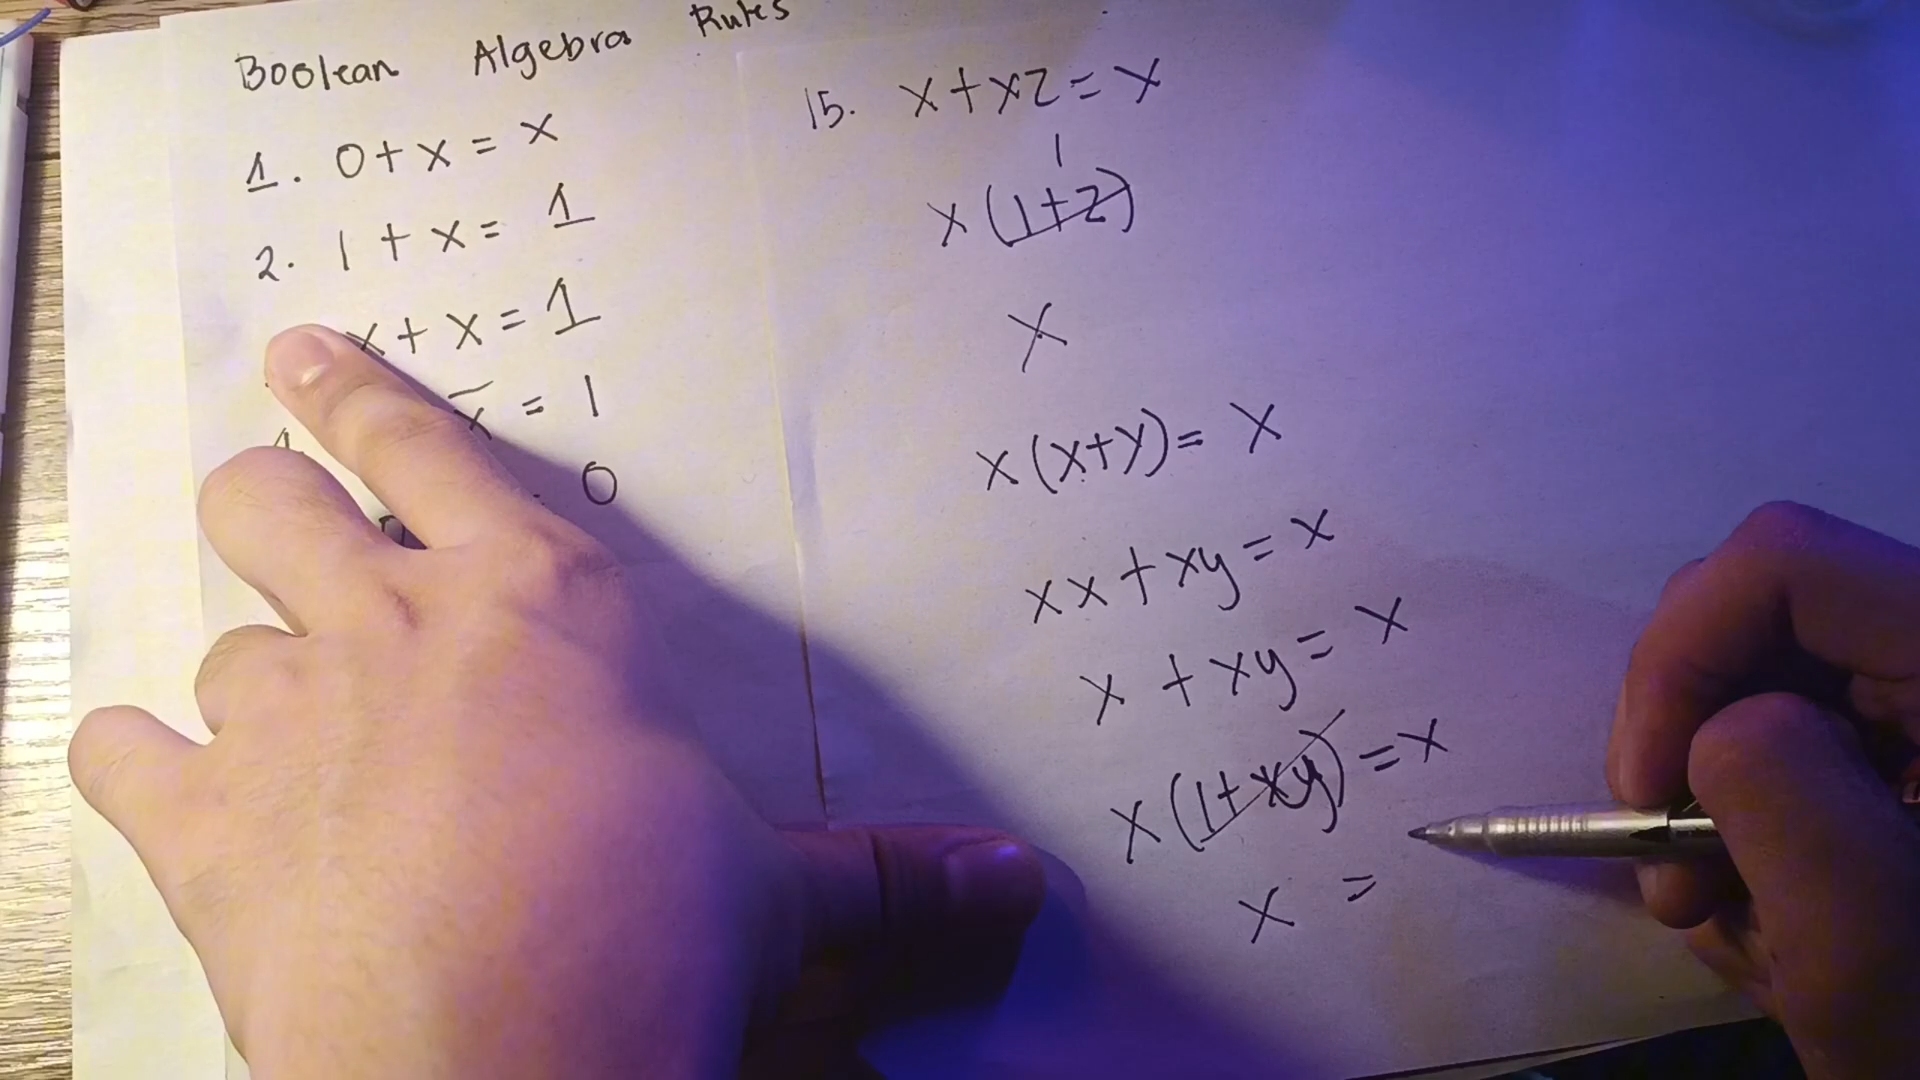 Boolean Algebra Rules
1. 0 + x = x
2. 1 + x = 1
x + x = 1
x̅ = 1
0
15. x + xz = x
1
x (1+z)
x
x (x+y) = x
xx + xy = x
x + xy = x
x (1+xy) = x
x =